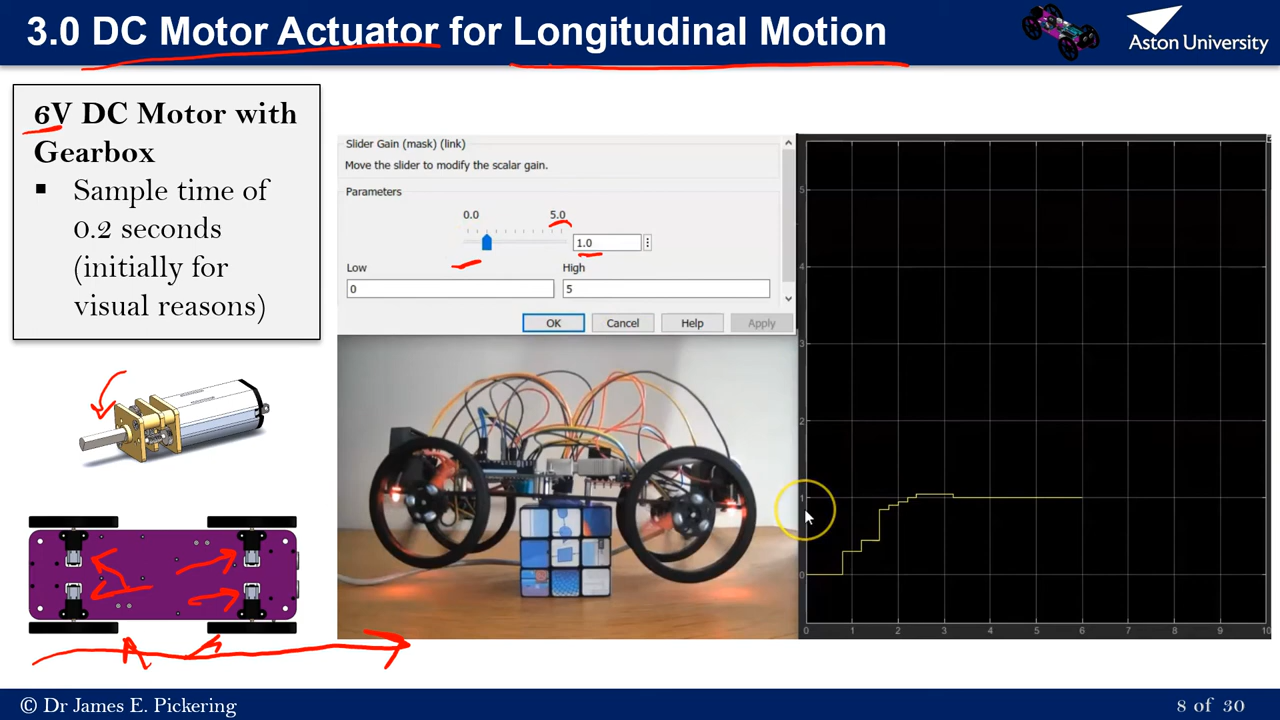 3.0 DC Motor Actuator for Longitudinal Motion
Aston University
6V DC Motor with
Gearbox
▪ Sample time of
0.2 seconds
(initially for
visual reasons)
Slider Gain (mask) (link)
Move the slider to modify the scalar gain.
Parameters
0.0 5.0
1.0
Low High
0 5
OK Cancel Help Apply
5
4
3
2
1
0
0 1 2 3 4 5 6 7 8 9 10
© Dr James E. Pickering
8 of 30